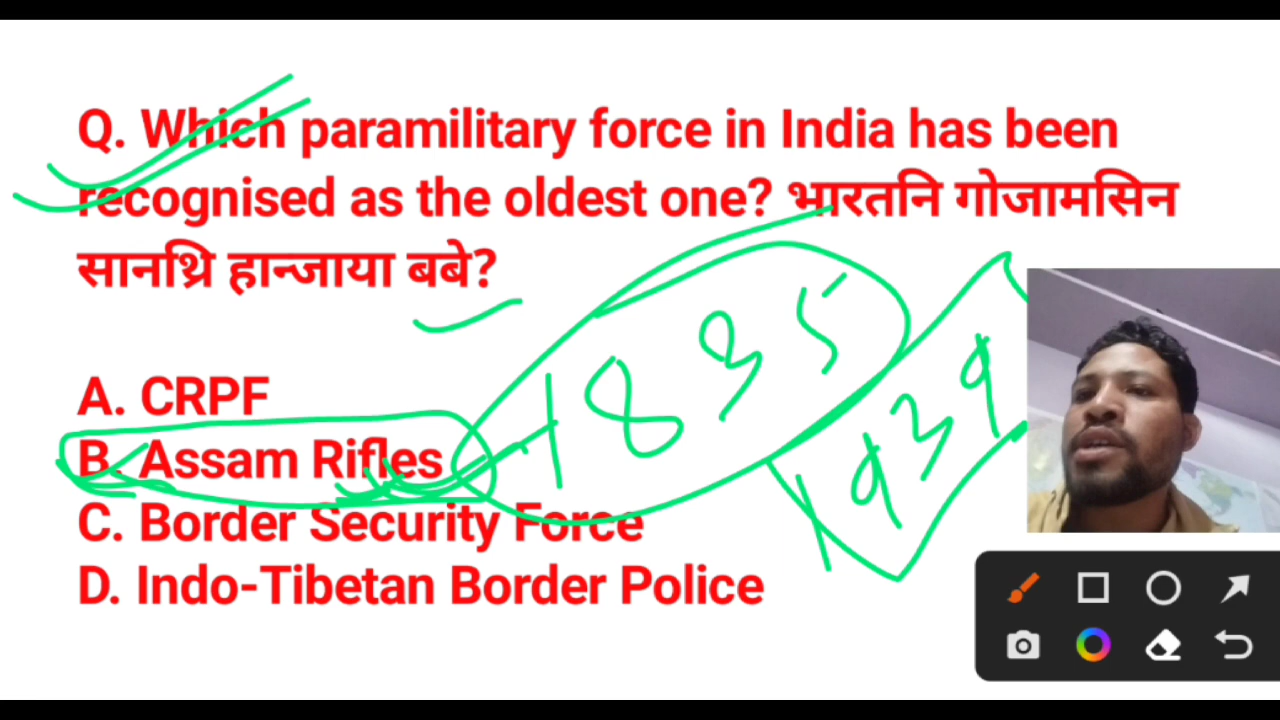 Q. Which paramilitary force in India has been
recognised as the oldest one? भारतनि गोजामसिन
सानथ्रि हान्जाया बबे?
A. CRPF
B. Assam Rifles
1835
1939
C. Border Security Force
D. Indo-Tibetan Border Police